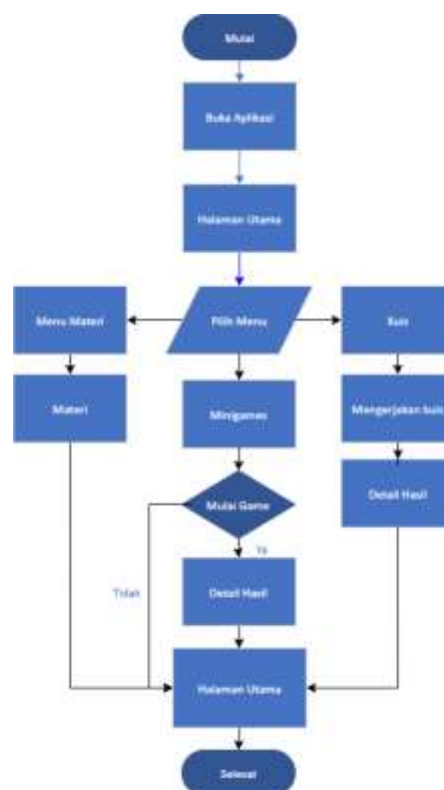 Mulai
Buka Aplikasi
Halaman Utama
Menu Materi
Pilih Menu
Kuis
Materi
Minigames
Mengerjakan kuis
Mulai Game
Detail Hasil
Ya
Tidak
Detail Hasil
Halaman Utama
Selesai